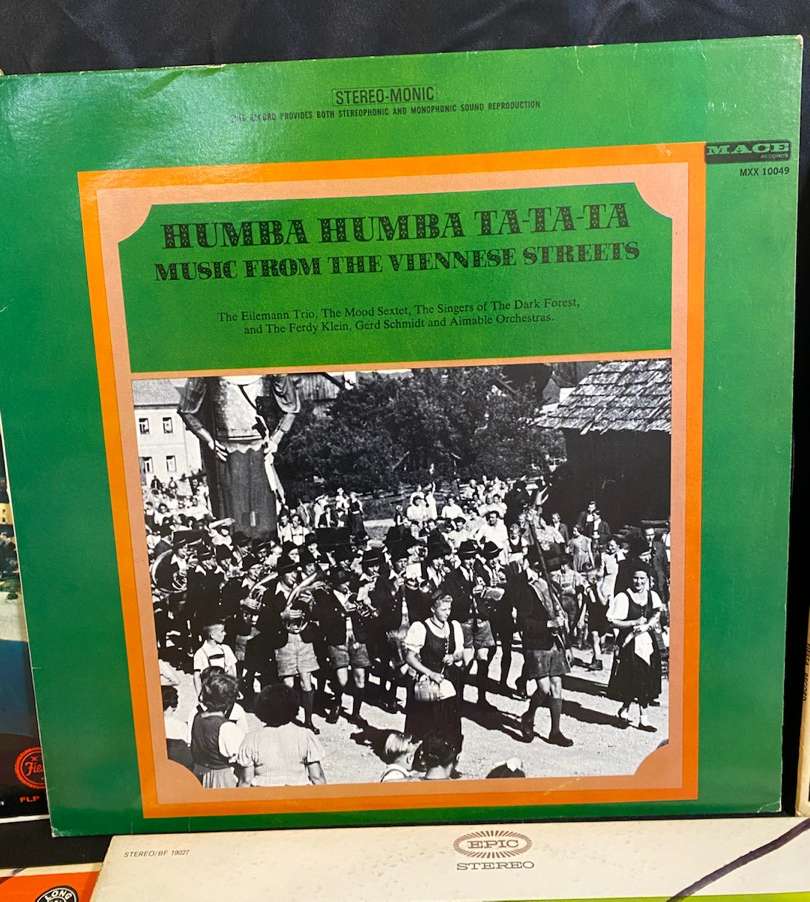 STEREO-MONIC
THIS RECORD PROVIDES BOTH STEREOPHONIC AND MONOPHONIC SOUND REPRODUCTION
MACE
RECORDS
MXX 10049
HUMBA HUMBA TA-TA-TA
MUSIC FROM THE VIENNESE STREETS
The Eilemann Trio, The Mood Sextet, The Singers of The Dark Forest,
and The Ferdy Klein, Gerd Schmidt and Aimable Orchestras.
FLP
STEREO/BF 19027
EPIC
STEREO
LONG